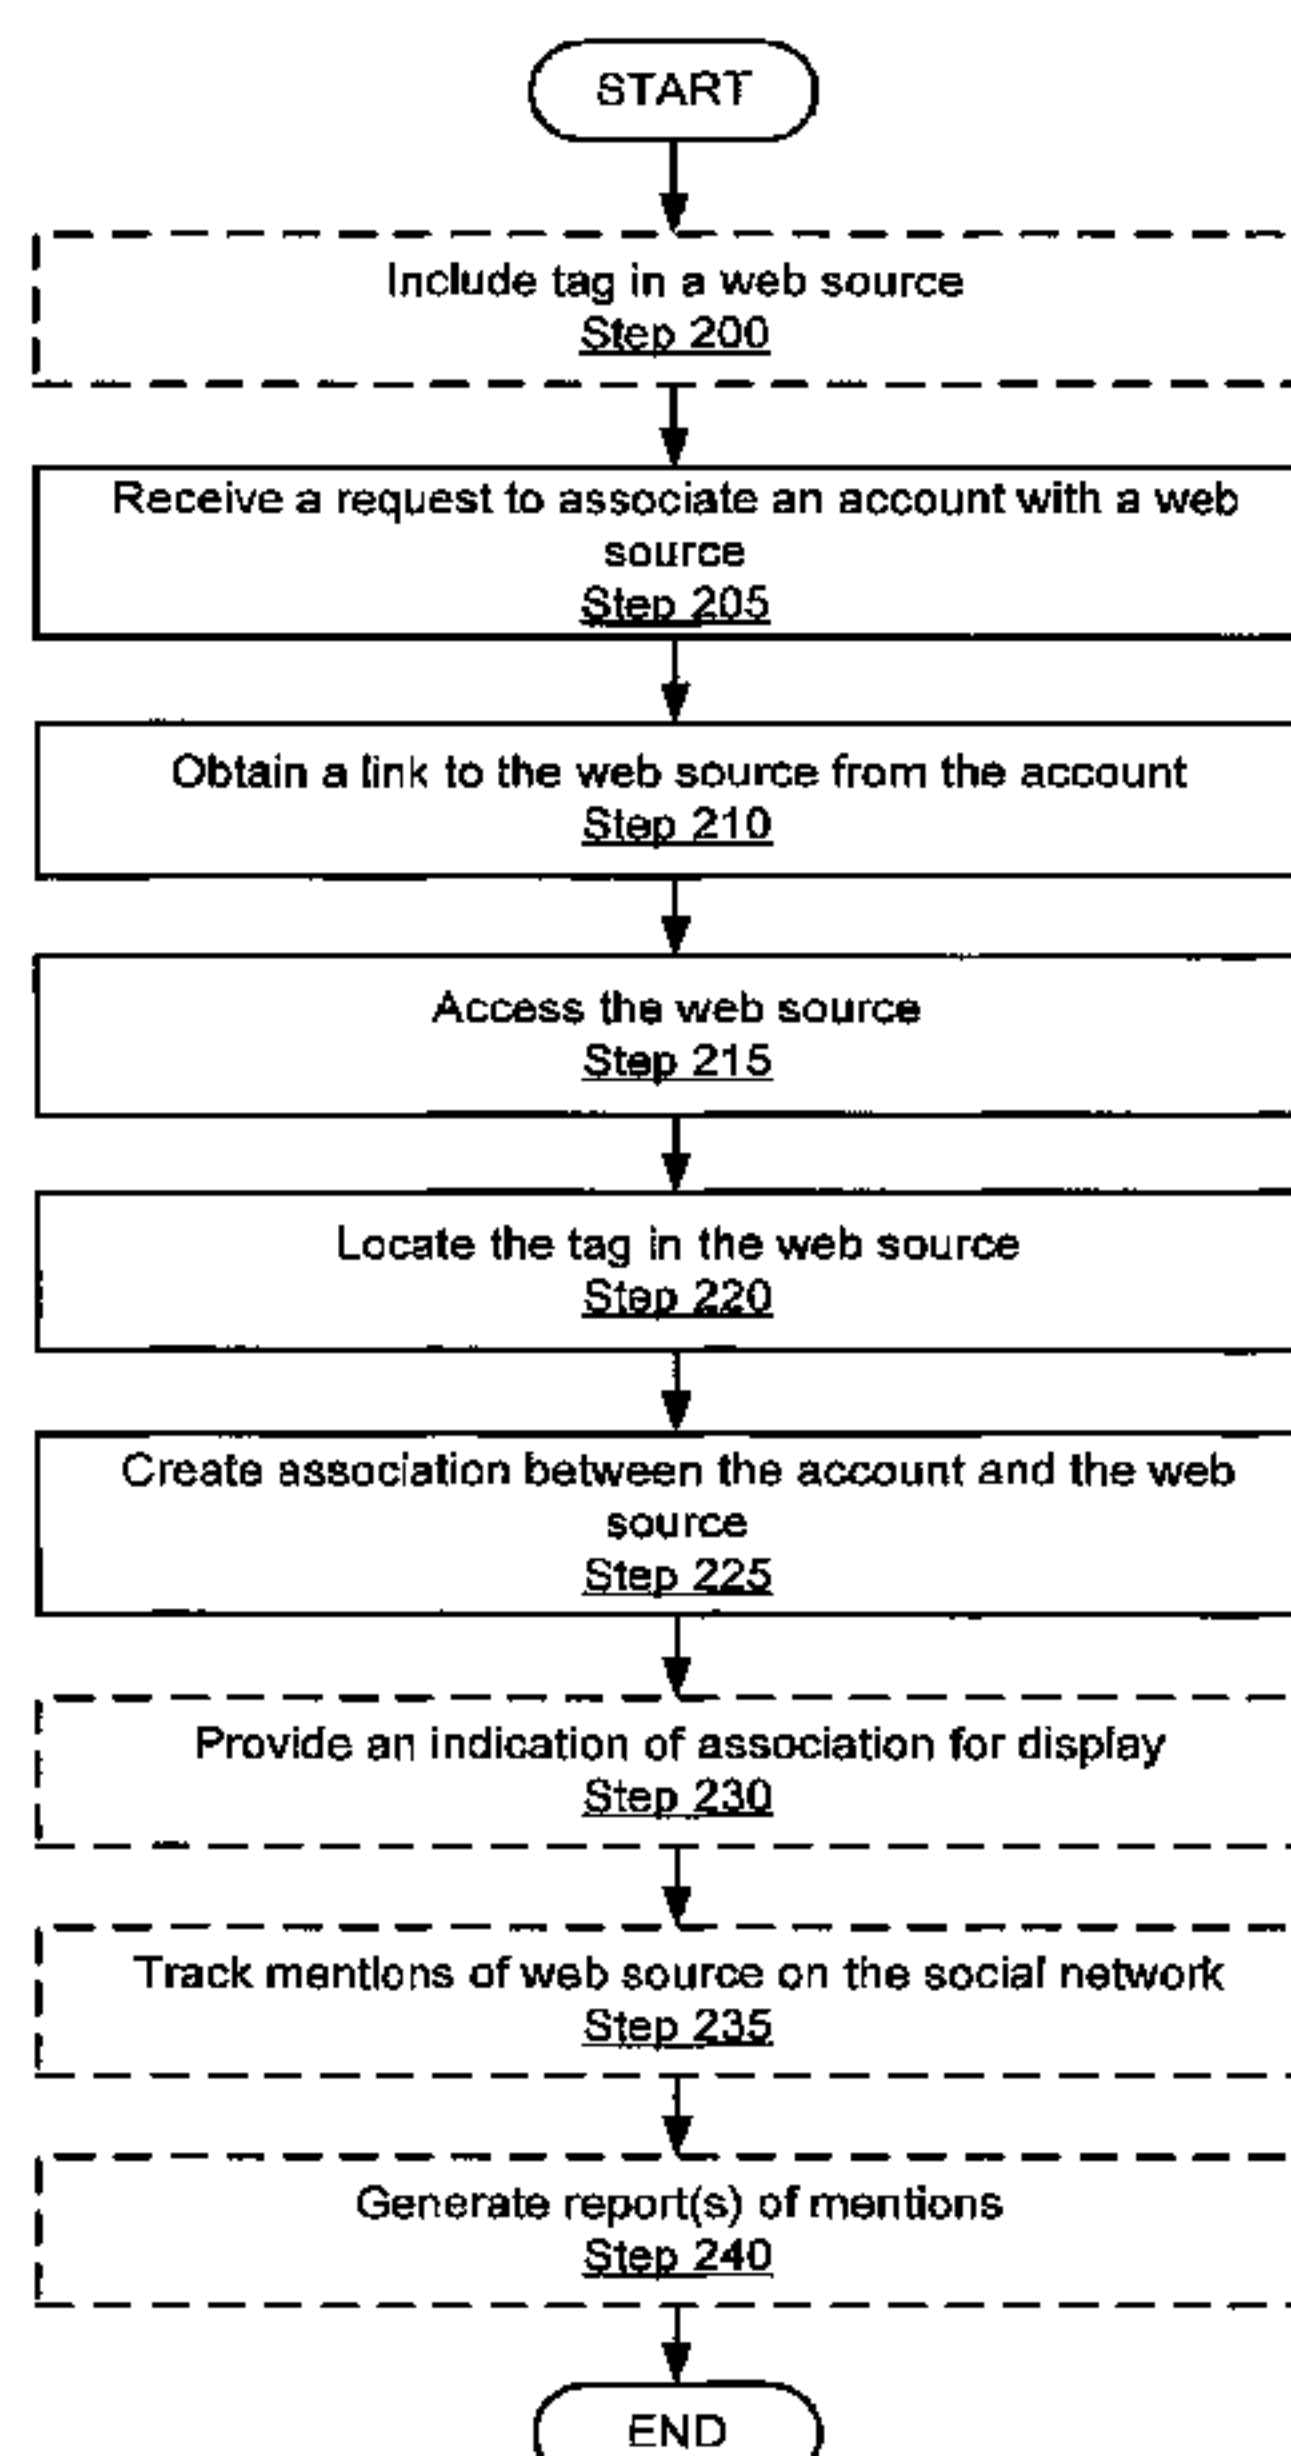 START
Include tag in a web source
Step 200
Receive a request to associate an account with a web
source
Step 205
Obtain a link to the web source from the account
Step 210
Access the web source
Step 215
Locate the tag in the web source
Step 220
Create association between the account and the web
source
Step 225
Provide an indication of association for display
Step 230
Track mentions of web source on the social network
Step 235
Generate report(s) of mentions
Step 240
END